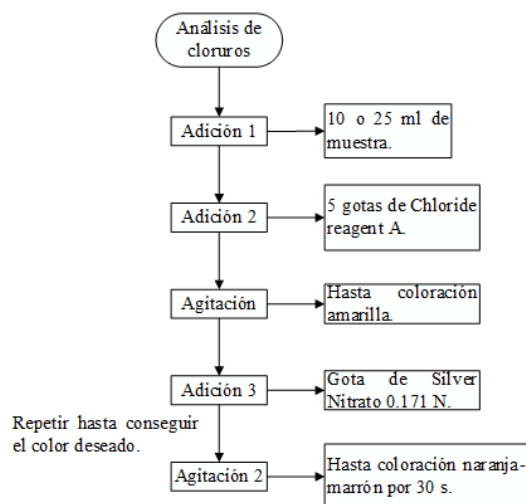 Análisis de
cloruros
Adición 1
10 o 25 ml de
muestra.
Adición 2
5 gotas de Chloride
reagent A.
Agitación
Hasta coloración
amarilla.
Adición 3
Gota de Silver
Nitrato 0.171 N.
Repetir hasta conseguir
el color deseado.
Agitación 2
Hasta coloración naranja-
marrón por 30 s.